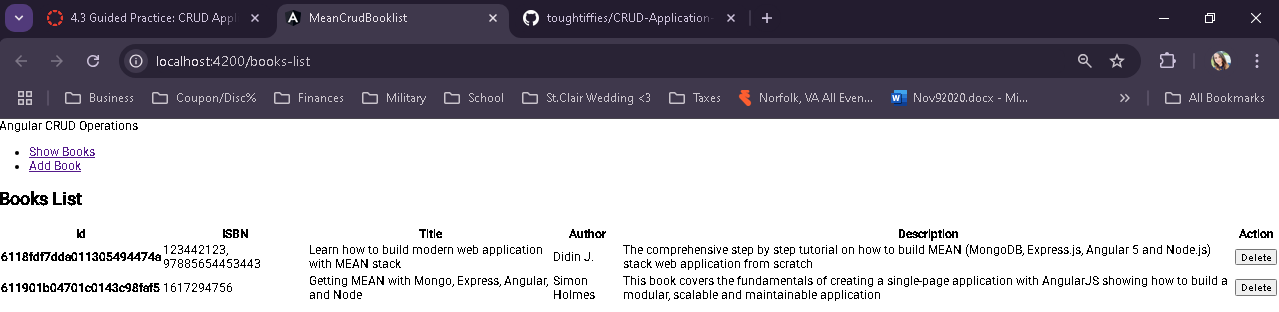 4.3 Guided Practice: CRUD Appl
MeanCrudBooklist
toughtiffies/CRUD-Application-
localhost:4200/books-list
Business
Coupon/Disc%
Finances
Military
School
St.Clair Wedding <3
Taxes
Norfolk, VA All Even...
Nov92020.docx - Mi...
All Bookmarks
Angular CRUD Operations
Show Books
Add Book
Books List
Id ISBN Title Author Description Action
6118fdf7dda011305494474a
123442123,
97885654453443
Learn how to build modern web application
with MEAN stack
Didin J.
The comprehensive step by step tutorial on how to build MEAN (MongoDB, Express.js, Angular 5 and Node.js)
stack web application from scratch
Delete
611901b04701c0143c98faf5
1617294756
Getting MEAN with Mongo, Express, Angular,
and Node
Simon
Holmes
This book covers the fundamentals of creating a single-page application with AngularJS showing how to build a
modular, scalable and maintainable application
Delete